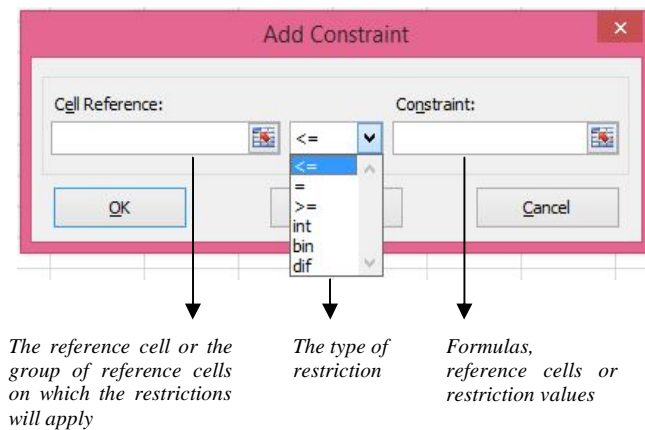 Add Constraint
×
Cell Reference:
Constraint:
<=
<=
=
>=
int
bin
dif
OK
Cancel
The reference cell or the
group of reference cells
on which the restrictions
will apply
The type of
restriction
Formulas,
reference cells or
restriction values